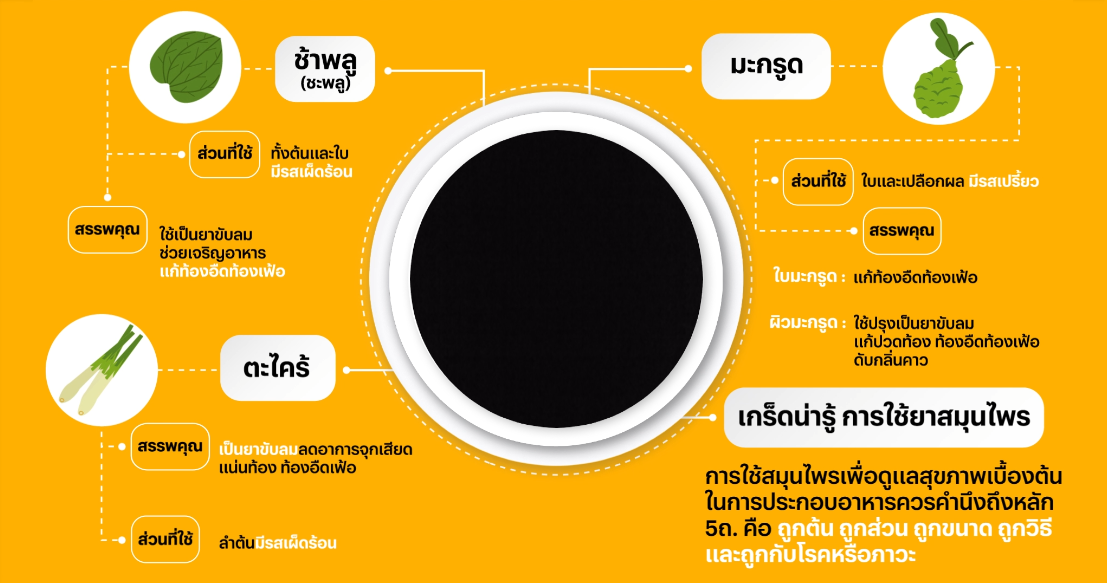 ช้าพลู
(ชะพลู)
ส่วนที่ใช้
ทั้งต้นและใบ
มีรสเผ็ดร้อน
สรรพคุณ
ใช้เป็นยาขับลม
ช่วยเจริญอาหาร
แก้ท้องอืดท้องเฟ้อ
มะกรูด
ส่วนที่ใช้
ใบและเปลือกผล มีรสเปรี้ยว
สรรพคุณ
ใบมะกรูด : แก้ท้องอืดท้องเฟ้อ
ผิวมะกรูด : ใช้ปรุงเป็นยาขับลม
แก้ปวดท้อง ท้องอืดท้องเฟ้อ
ดับกลิ่นคาว
ตะไคร้
สรรพคุณ
เป็นยาขับลมลดอาการจุกเสียด
แน่นท้อง ท้องอืดเฟ้อ
ส่วนที่ใช้
ลำต้นมีรสเผ็ดร้อน
เกร็ดน่ารู้ การใช้ยาสมุนไพร
การใช้สมุนไพรเพื่อดูแลสุขภาพเบื้องต้น
ในการประกอบอาหารควรคำนึงถึงหลัก
5ถ. คือ ถูกต้น ถูกส่วน ถูกขนาด ถูกวิธี
และถูกกับโรคหรือภาวะ